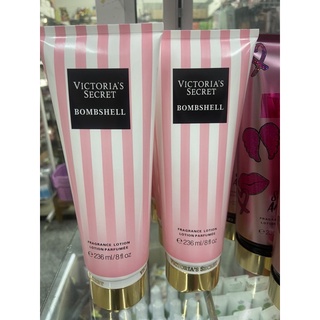 VICTORIA'S
SECRET
BOMBSHELL
FRAGRANCE LOTION
LOTION PARFUMÉE
e 236 ml/8 fl oz
VICTORIA'S
SECRET
BOMBSHELL
FRAGRANCE LOTION
LOTION PARFUMÉE
e 236 ml/8 fl oz